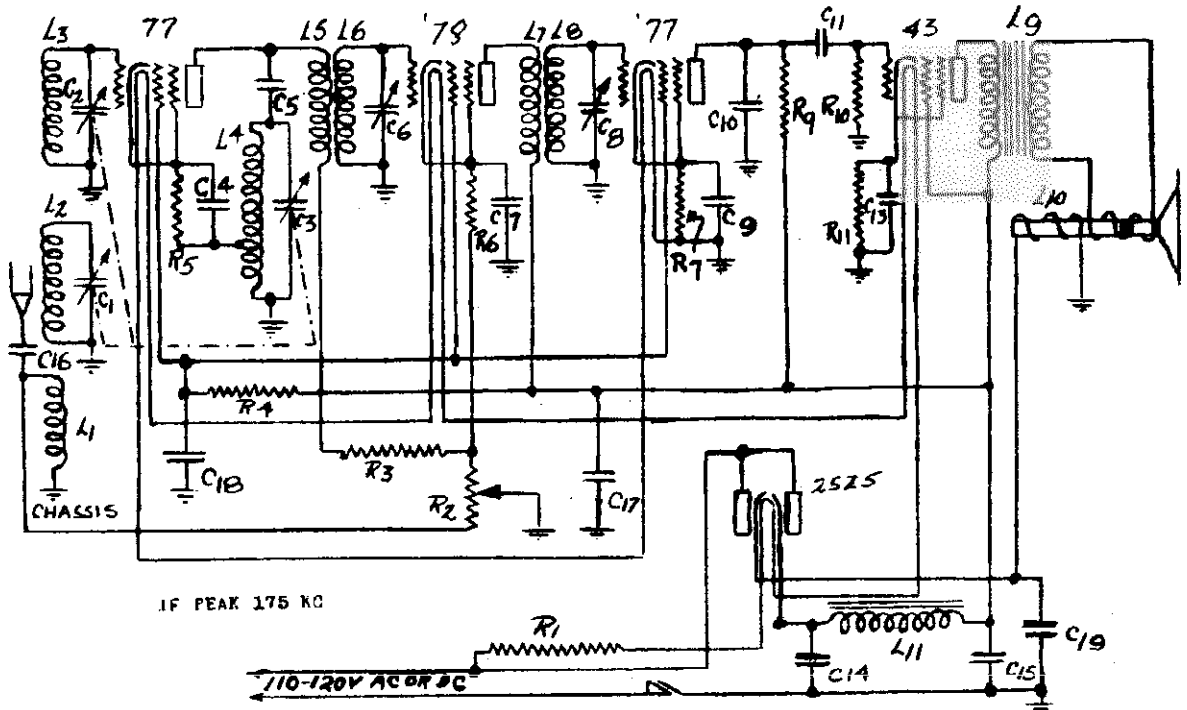 L3
77
L5
L6
'78
L7
L8
'77
C11
43
L9
C2
C5
C6
C8
C10
R9
R10
L4
L2
C14
C3
C7
R6
C9
R7
R11
C13
L10
R5
C1
C16
R4
L1
R3
C18
R2
C17
25Z5
CHASSIS
IF PEAK 175 KC
R1
L11
C19
C14
C15
110-120V AC OR DC